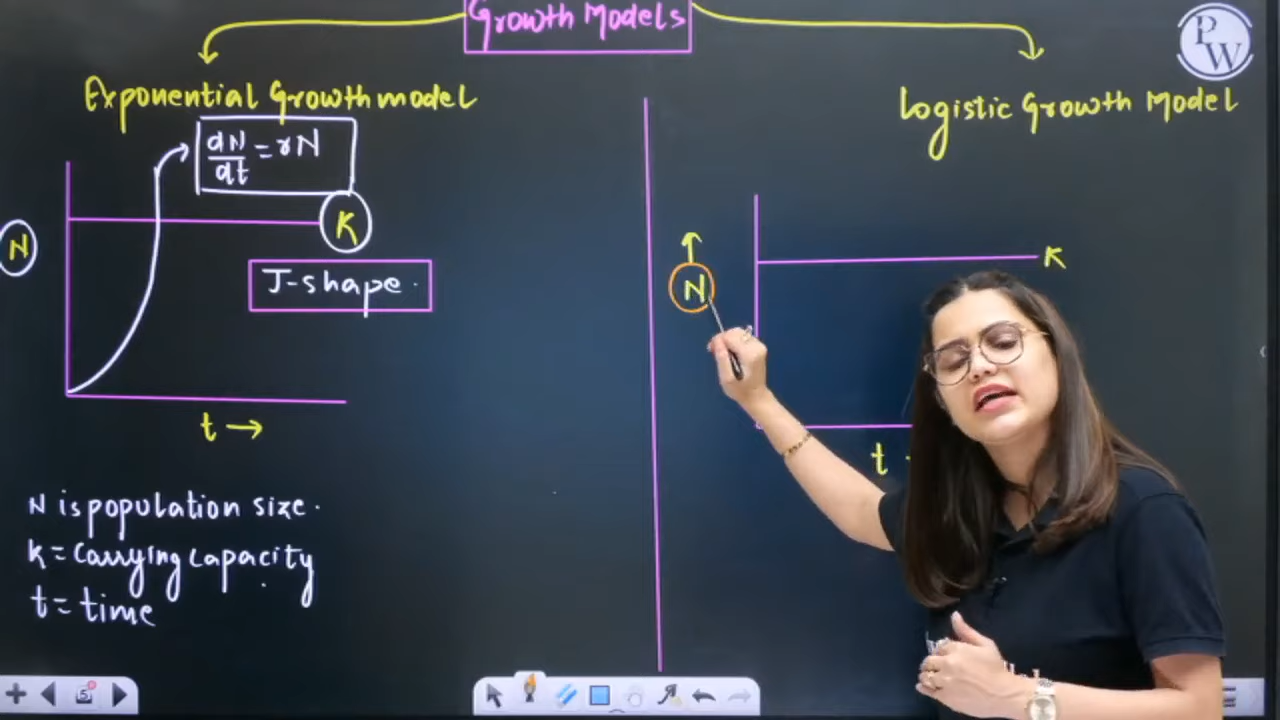 Growth Models
PW
Exponential Growth model
Logistic Growth Model
dN/dt = rN
K
N
J-shape.
t →
K
N
t
N is population size.
K = Carrying capacity
t = time